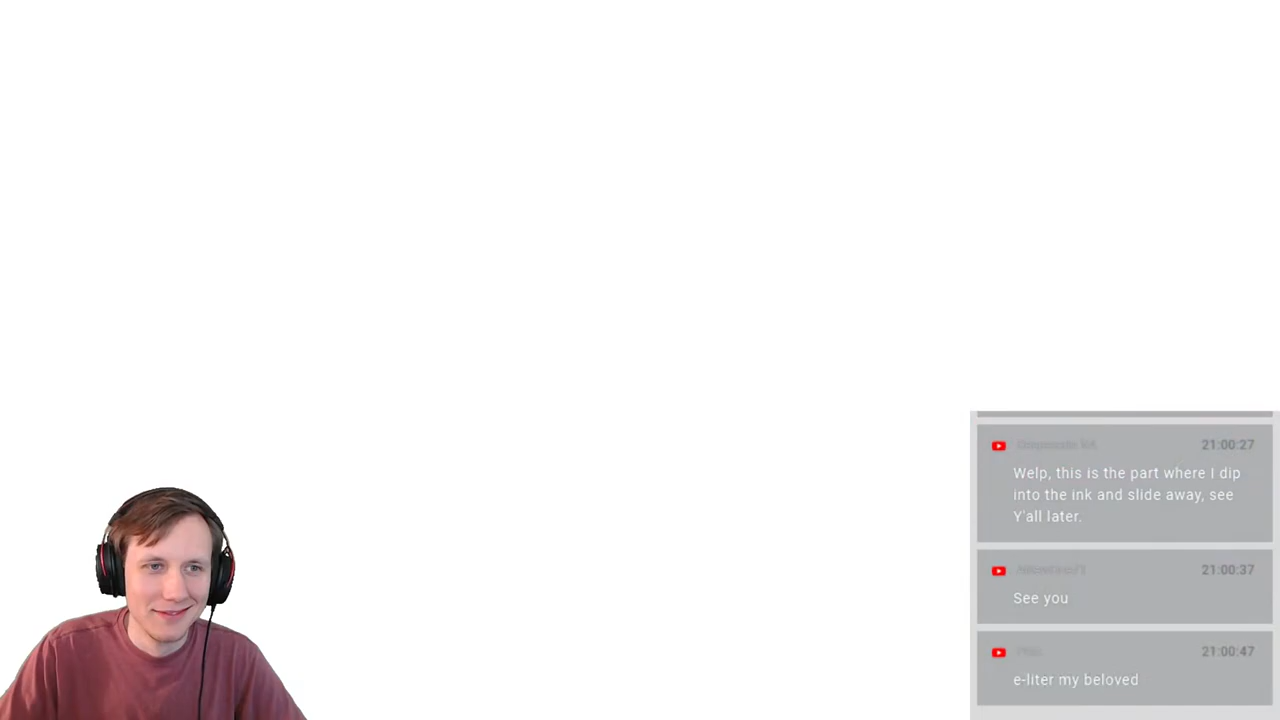 21:00:27
Welp, this is the part where I dip
into the ink and slide away, see
Y'all later.
21:00:37
See you
21:00:47
e-liter my beloved